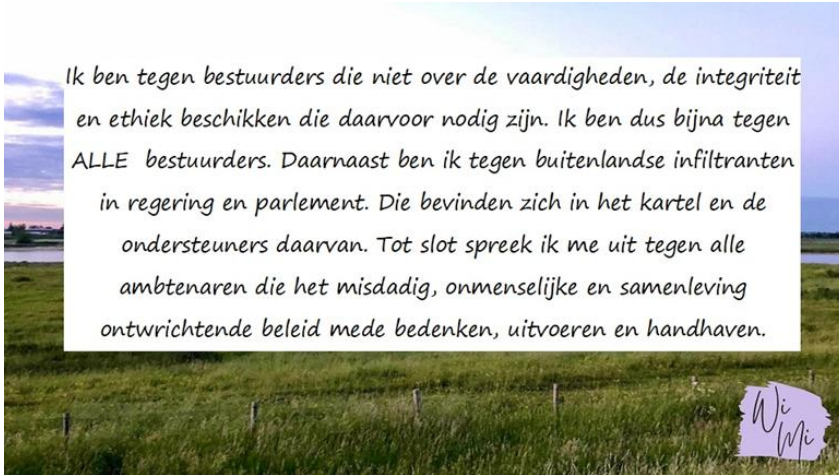 Ik ben tegen bestuurders die niet over de vaardigheden, de integriteit
en ethiek beschikken die daarvoor nodig zijn. Ik ben dus bijna tegen
ALLE bestuurders. Daarnaast ben ik tegen buitenlandse infiltranten
in regering en parlement. Die bevinden zich in het kartel en de
ondersteuners daarvan. Tot slot spreek ik me uit tegen alle
ambtenaren die het misdadig, onmenselijke en samenleving
ontwrichtende beleid mede bedenken, uitvoeren en handhaven.
Wi
Mi